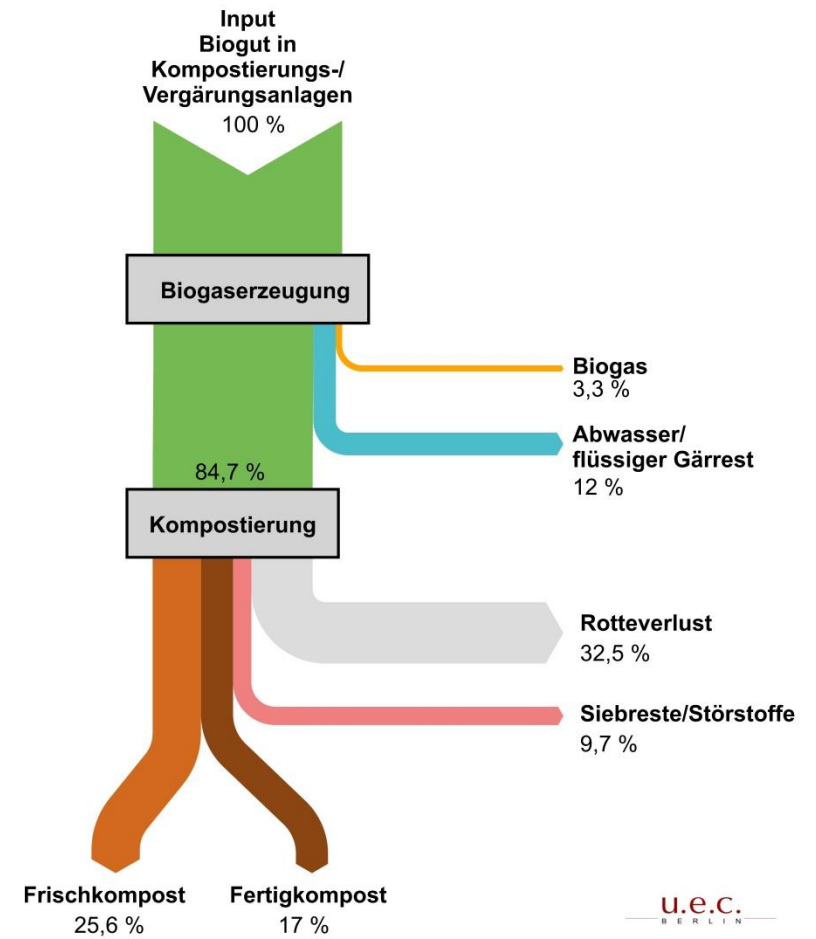 Input
Biogut in
Kompostierungs-/
Vergärungsanlagen
100 %
Biogaserzeugung
Biogas
3,3 %
Abwasser/
flüssiger Gärrest
12 %
84,7 %
Kompostierung
Rotteverlust
32,5 %
Siebreste/Störstoffe
9,7 %
Frischkompost
25,6 %
Fertigkompost
17 %
u.e.c.
BERLIN